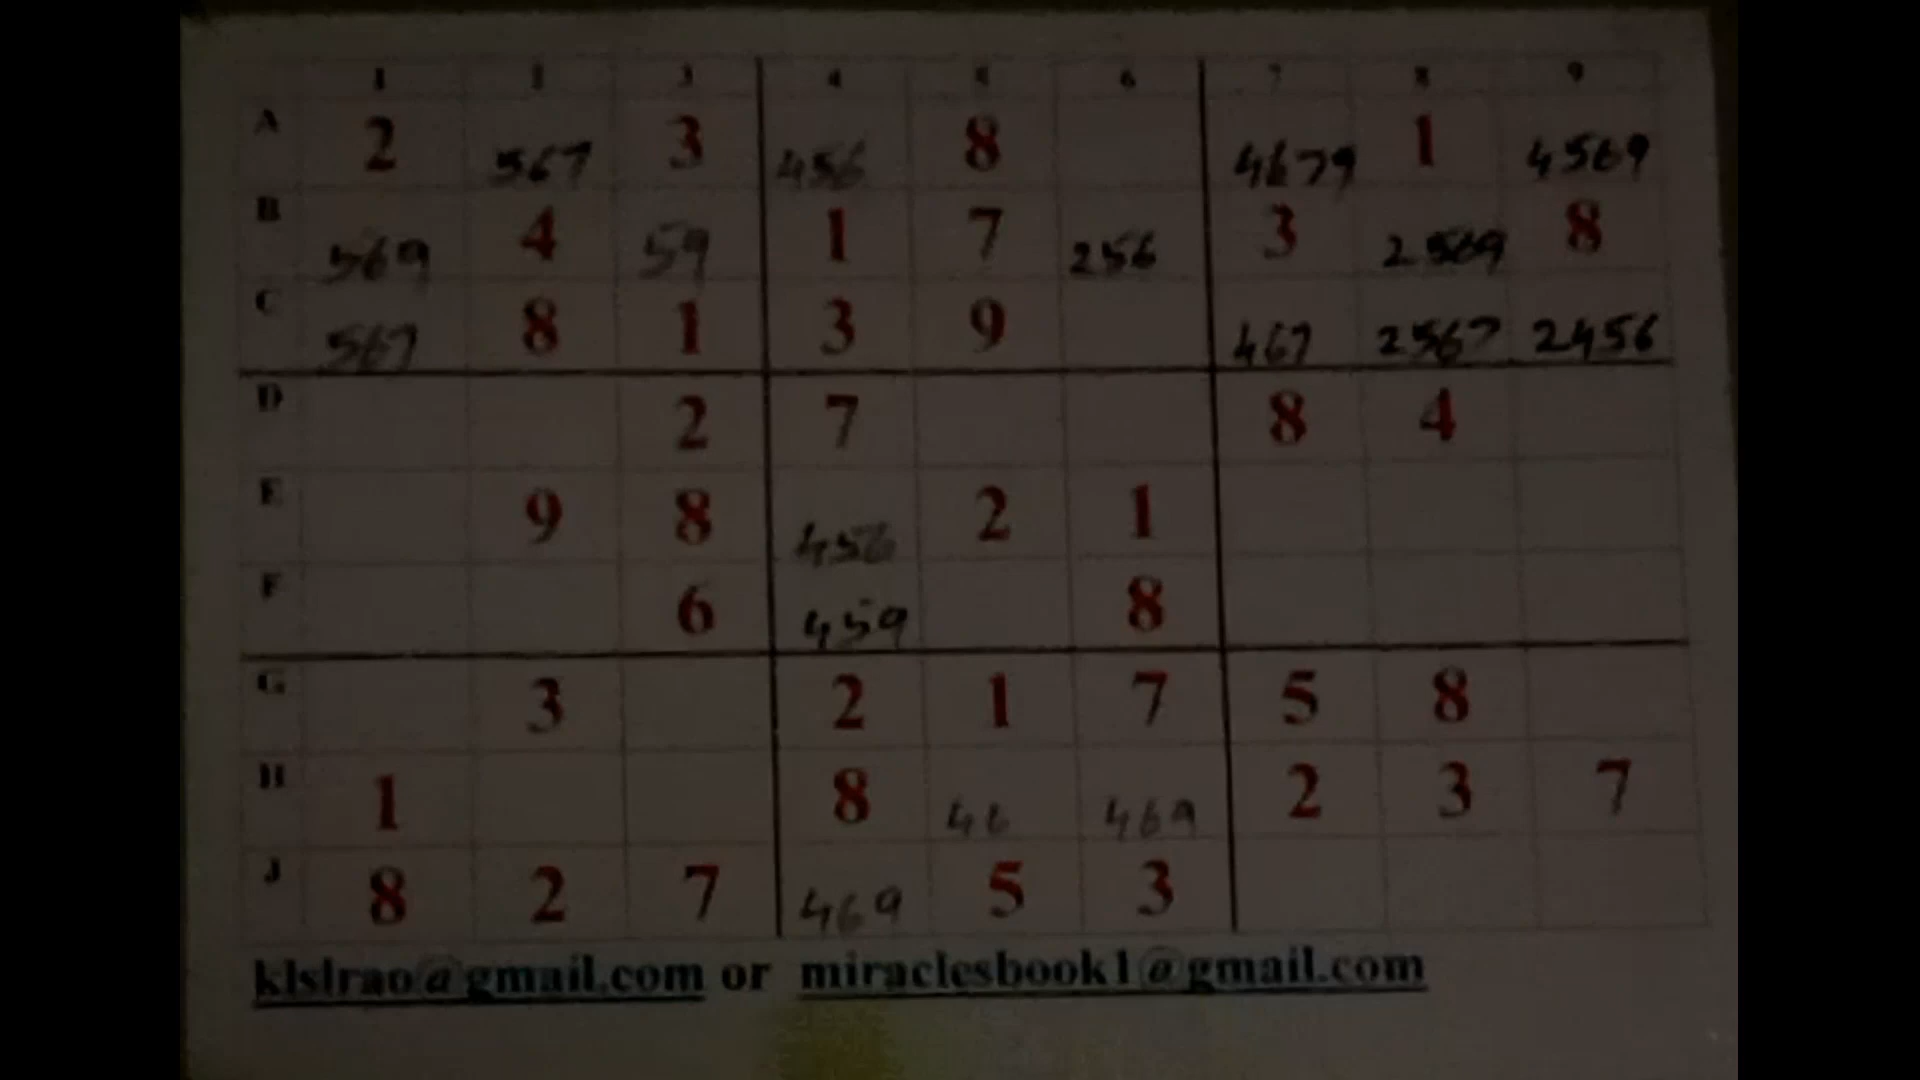 1 2 3 4 5 6 7 8 9
A 2 567 3 456 8 4679 1 4569
B 569 4 59 1 7 256 3 2569 8
C 567 8 1 3 9 467 2567 2456
D 2 7 8 4
E 9 8 456 2 1
F 6 459 8
G 3 2 1 7 5 8
H 1 8 46 469 2 3 7
J 8 2 7 469 5 3
klslrao@gmail.com or miraclesbook1@gmail.com